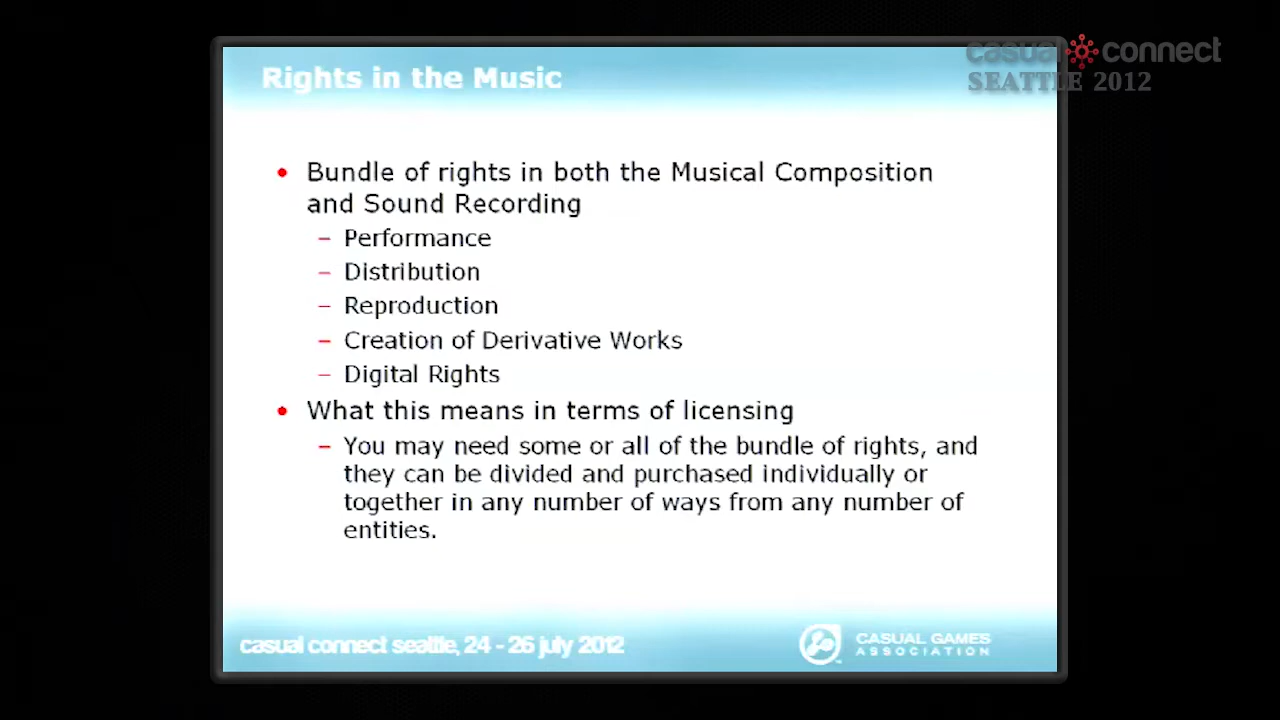 casual connect
SEATTLE 2012
Rights in the Music
• Bundle of rights in both the Musical Composition
and Sound Recording
– Performance
– Distribution
– Reproduction
– Creation of Derivative Works
– Digital Rights
• What this means in terms of licensing
– You may need some or all of the bundle of rights, and
they can be divided and purchased individually or
together in any number of ways from any number of
entities.
casual connect seattle, 24 - 26 july 2012
CASUAL GAMES
ASSOCIATION